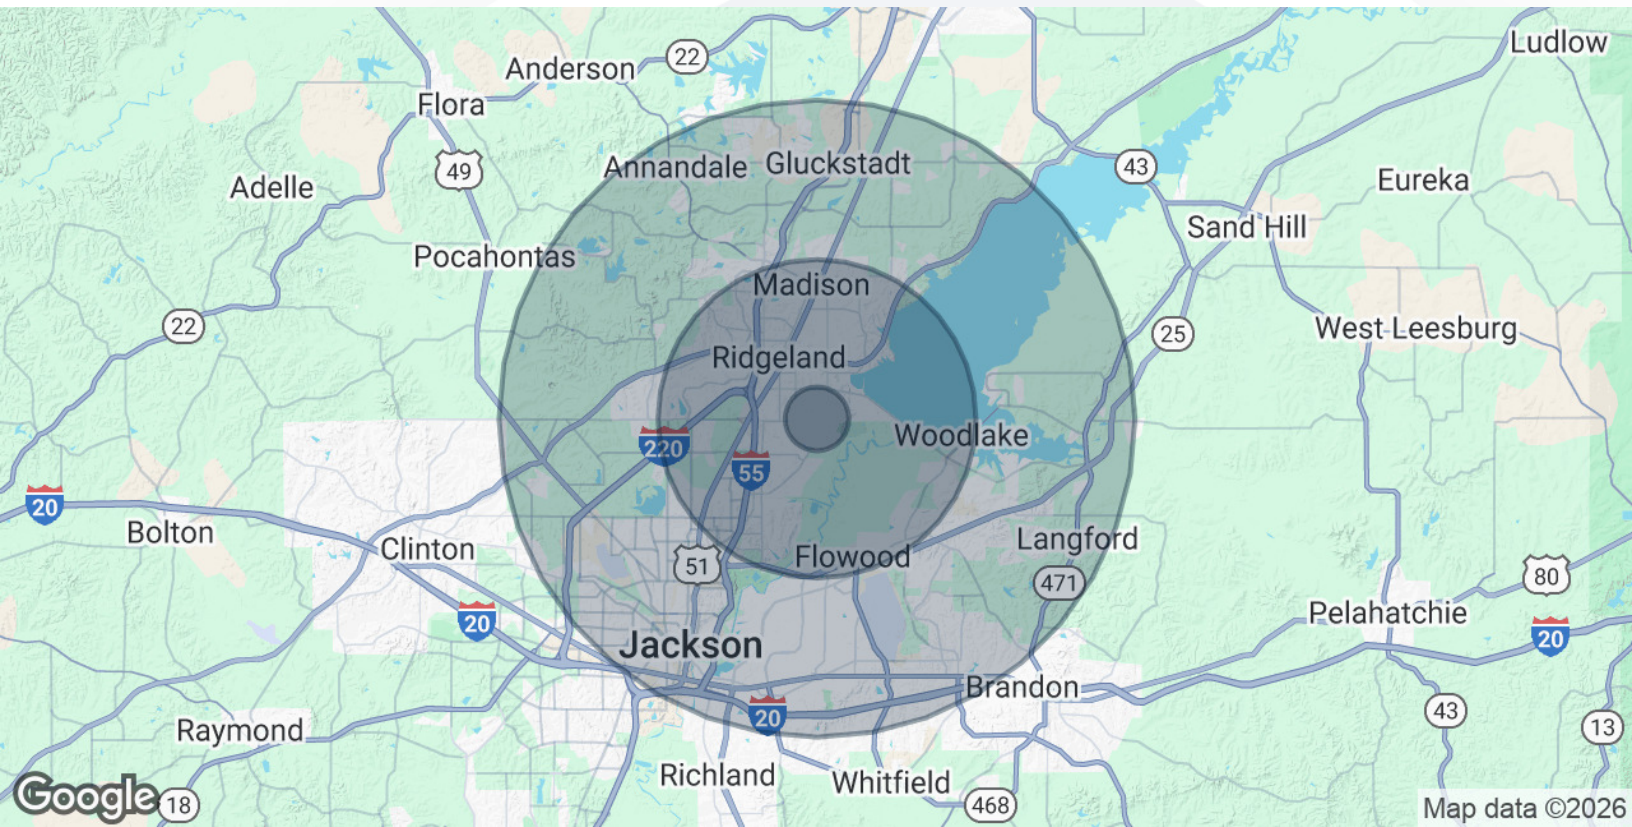 Ludlow
Anderson
22
Flora
Annandale
Gluckstadt
43
49
Adelle
Eureka
Sand Hill
Pocahontas
Madison
22
25
West Leesburg
Ridgeland
220
55
Woodlake
20
Bolton
Clinton
51
Flowood
Langford
471
80
20
Pelahatchie
20
Jackson
Brandon
20
43
13
Raymond
Richland
Whitfield
468
Google
18
Map data ©2026